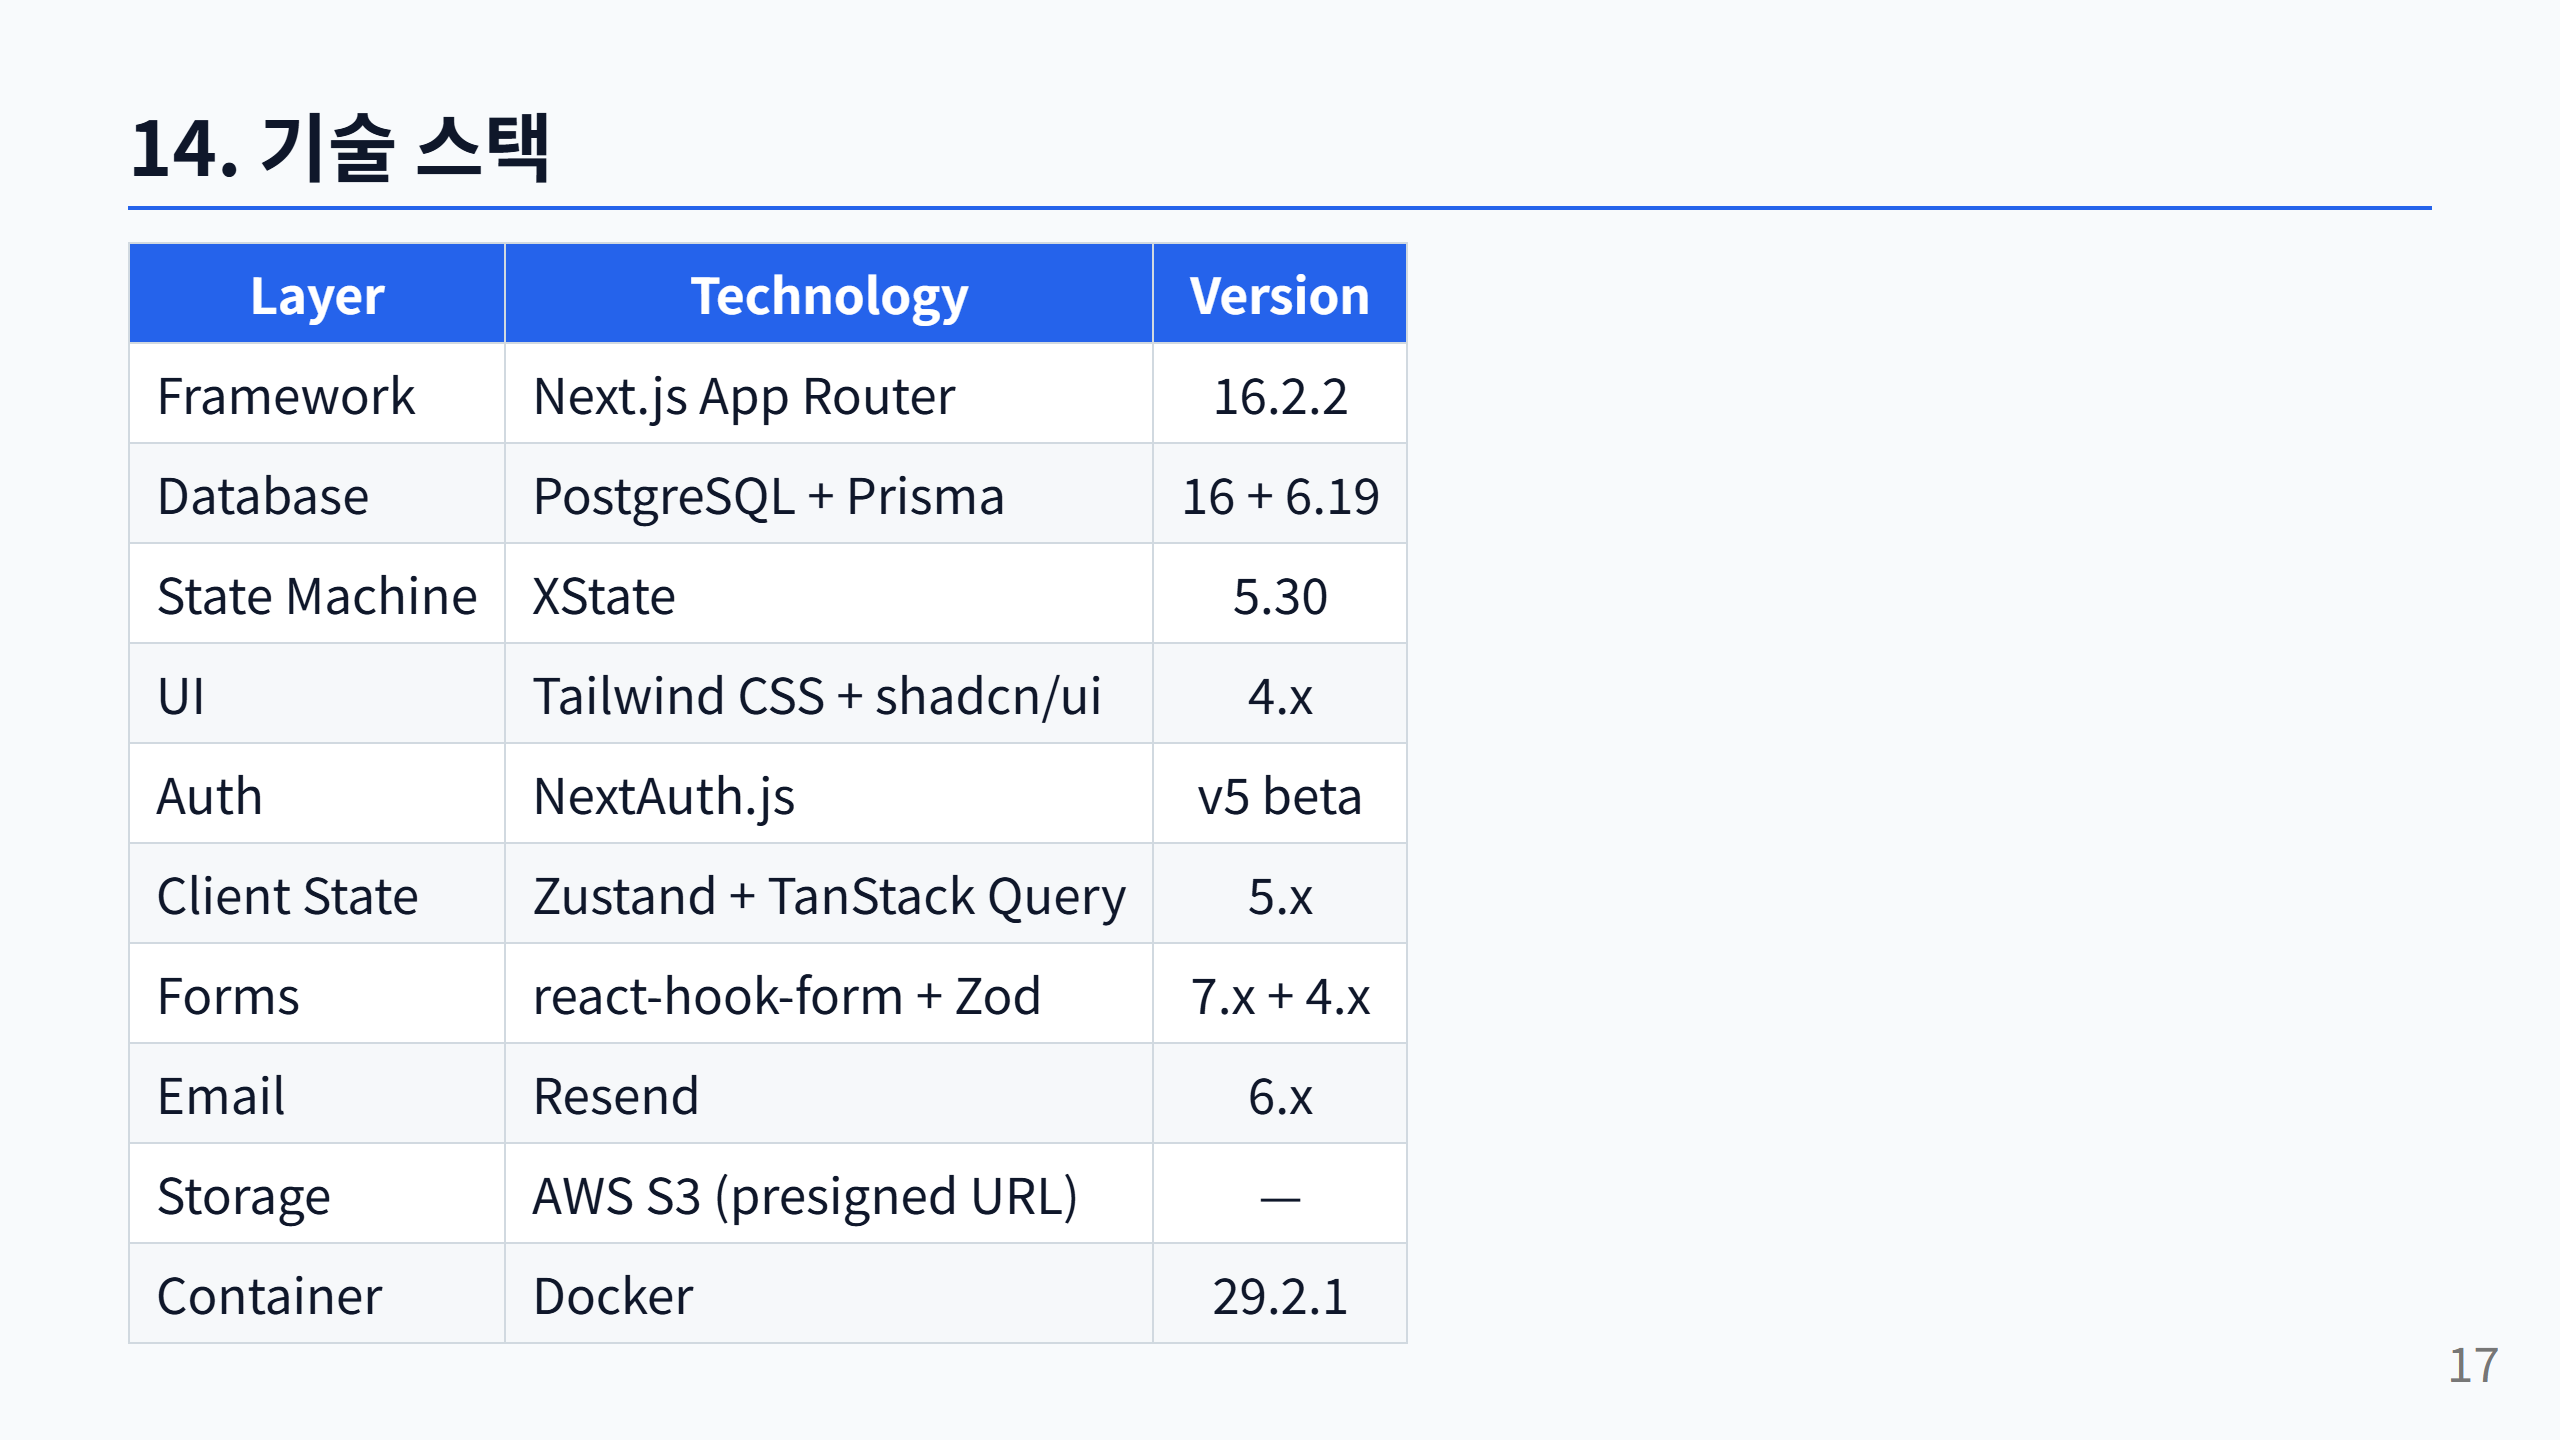 14. 기술 스택
Layer Technology Version
Framework Next.js App Router 16.2.2
Database PostgreSQL + Prisma 16 + 6.19
State Machine XState 5.30
UI Tailwind CSS + shadcn/ui 4.x
Auth NextAuth.js v5 beta
Client State Zustand + TanStack Query 5.x
Forms react-hook-form + Zod 7.x + 4.x
Email Resend 6.x
Storage AWS S3 (presigned URL) —
Container Docker 29.2.1
17